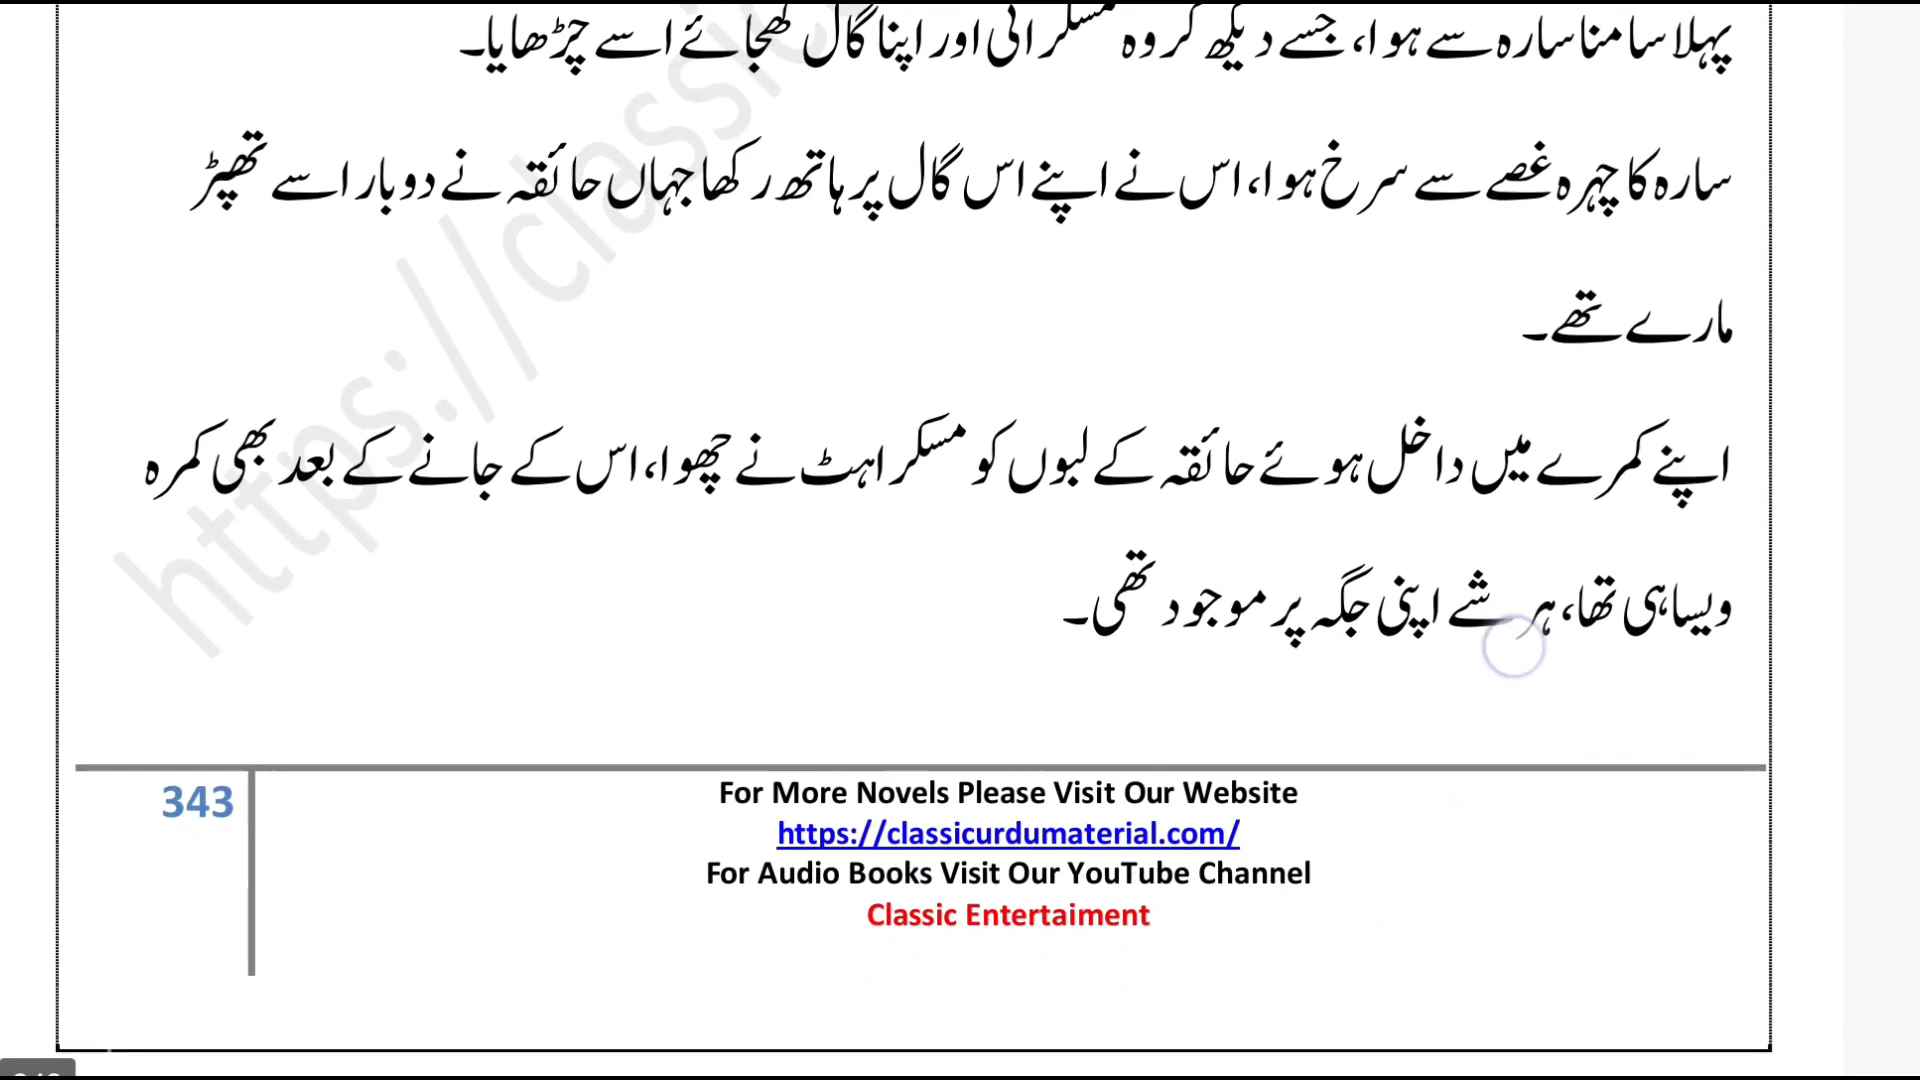 پہلا سامنا سارہ سے ہوا، جسے دیکھ کر وہ مسکرائی اور اپنا گال کھجائے اسے چڑھایا۔
سارہ کا چہرہ غصے سے سرخ ہوا، اس نے اپنے اس گال پر ہاتھ رکھا جہاں حائقہ نے دو بار اسے تھپڑ
مارے تھے۔
اپنے کمرے میں داخل ہوئے حائقہ کے لبوں کو مسکراہٹ نے چھوا، اس کے جانے کے بعد بھی کمرہ
ویسا ہی تھا، ہر شے اپنی جگہ پر موجود تھی۔
https://classic
343
For More Novels Please Visit Our Website
https://classicurdumaterial.com/
For Audio Books Visit Our YouTube Channel
Classic Entertaiment